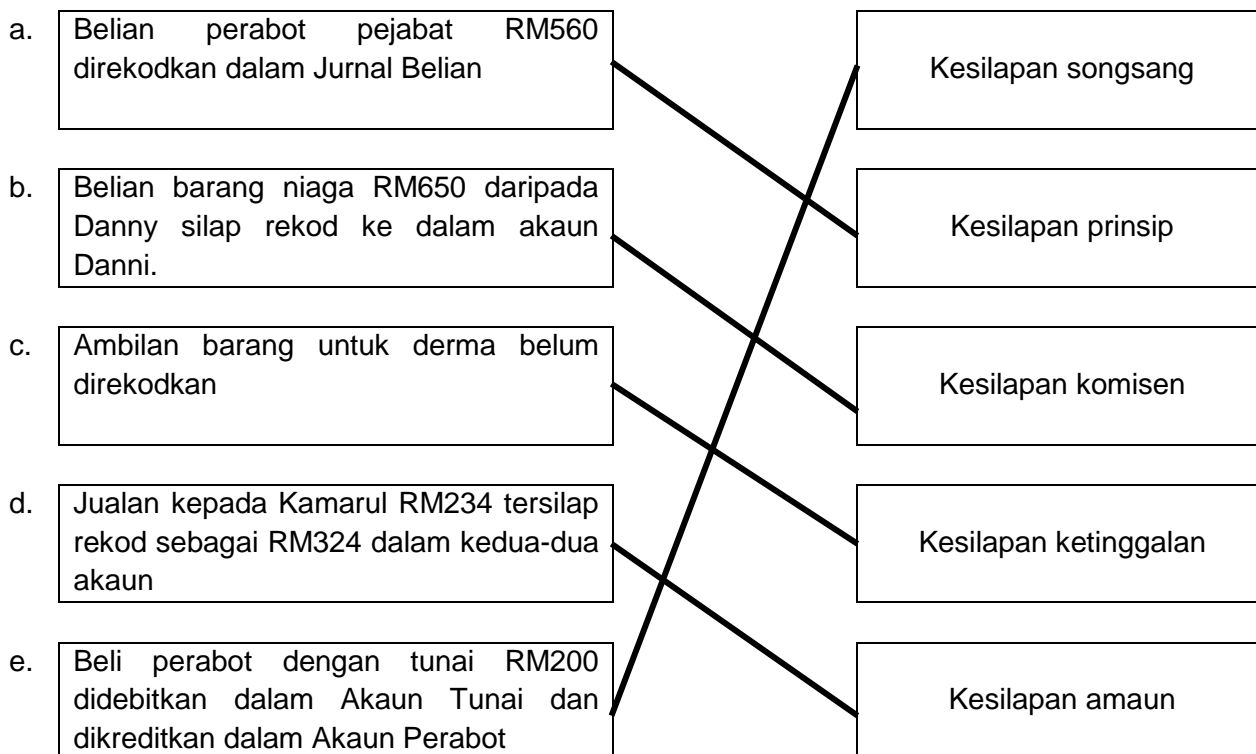 a. Belian perabot pejabat RM560
direkodkan dalam Jurnal Belian
Kesilapan songsang
b. Belian barang niaga RM650 daripada
Danny silap rekod ke dalam akaun
Danni.
Kesilapan prinsip
c. Ambilan barang untuk derma belum
direkodkan
Kesilapan komisen
d. Jualan kepada Kamarul RM234 tersilap
rekod sebagai RM324 dalam kedua-dua
akaun
Kesilapan ketinggalan
e. Beli perabot dengan tunai RM200
didebitkan dalam Akaun Tunai dan
dikreditkan dalam Akaun Perabot
Kesilapan amaun